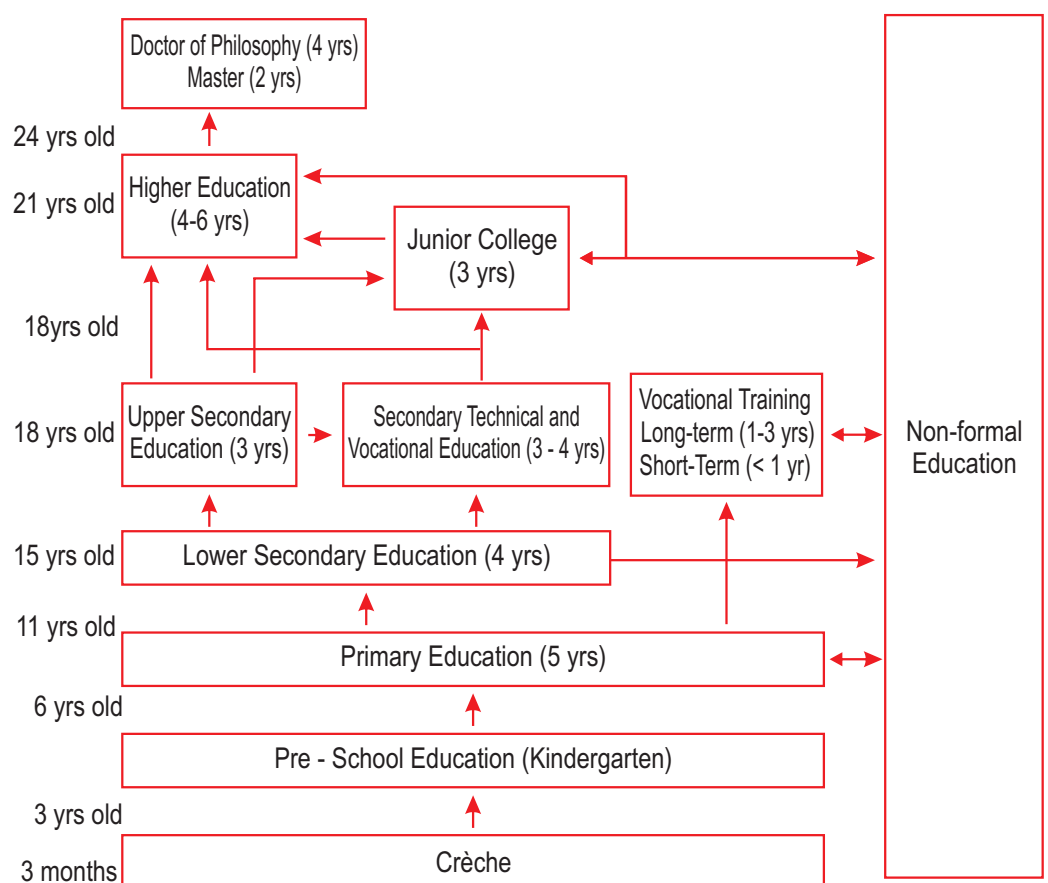 Doctor of Philosophy (4 yrs)
Master (2 yrs)
24 yrs old
Higher Education
(4-6 yrs)
21 yrs old
Junior College
(3 yrs)
18yrs old
Upper Secondary
Education (3 yrs)
18 yrs old
Secondary Technical and
Vocational Education (3 - 4 yrs)
Vocational Training
Long-term (1-3 yrs)
Short-Term (< 1 yr)
Non-formal
Education
15 yrs old
Lower Secondary Education (4 yrs)
11 yrs old
Primary Education (5 yrs)
6 yrs old
Pre - School Education (Kindergarten)
3 yrs old
3 months
Crèche